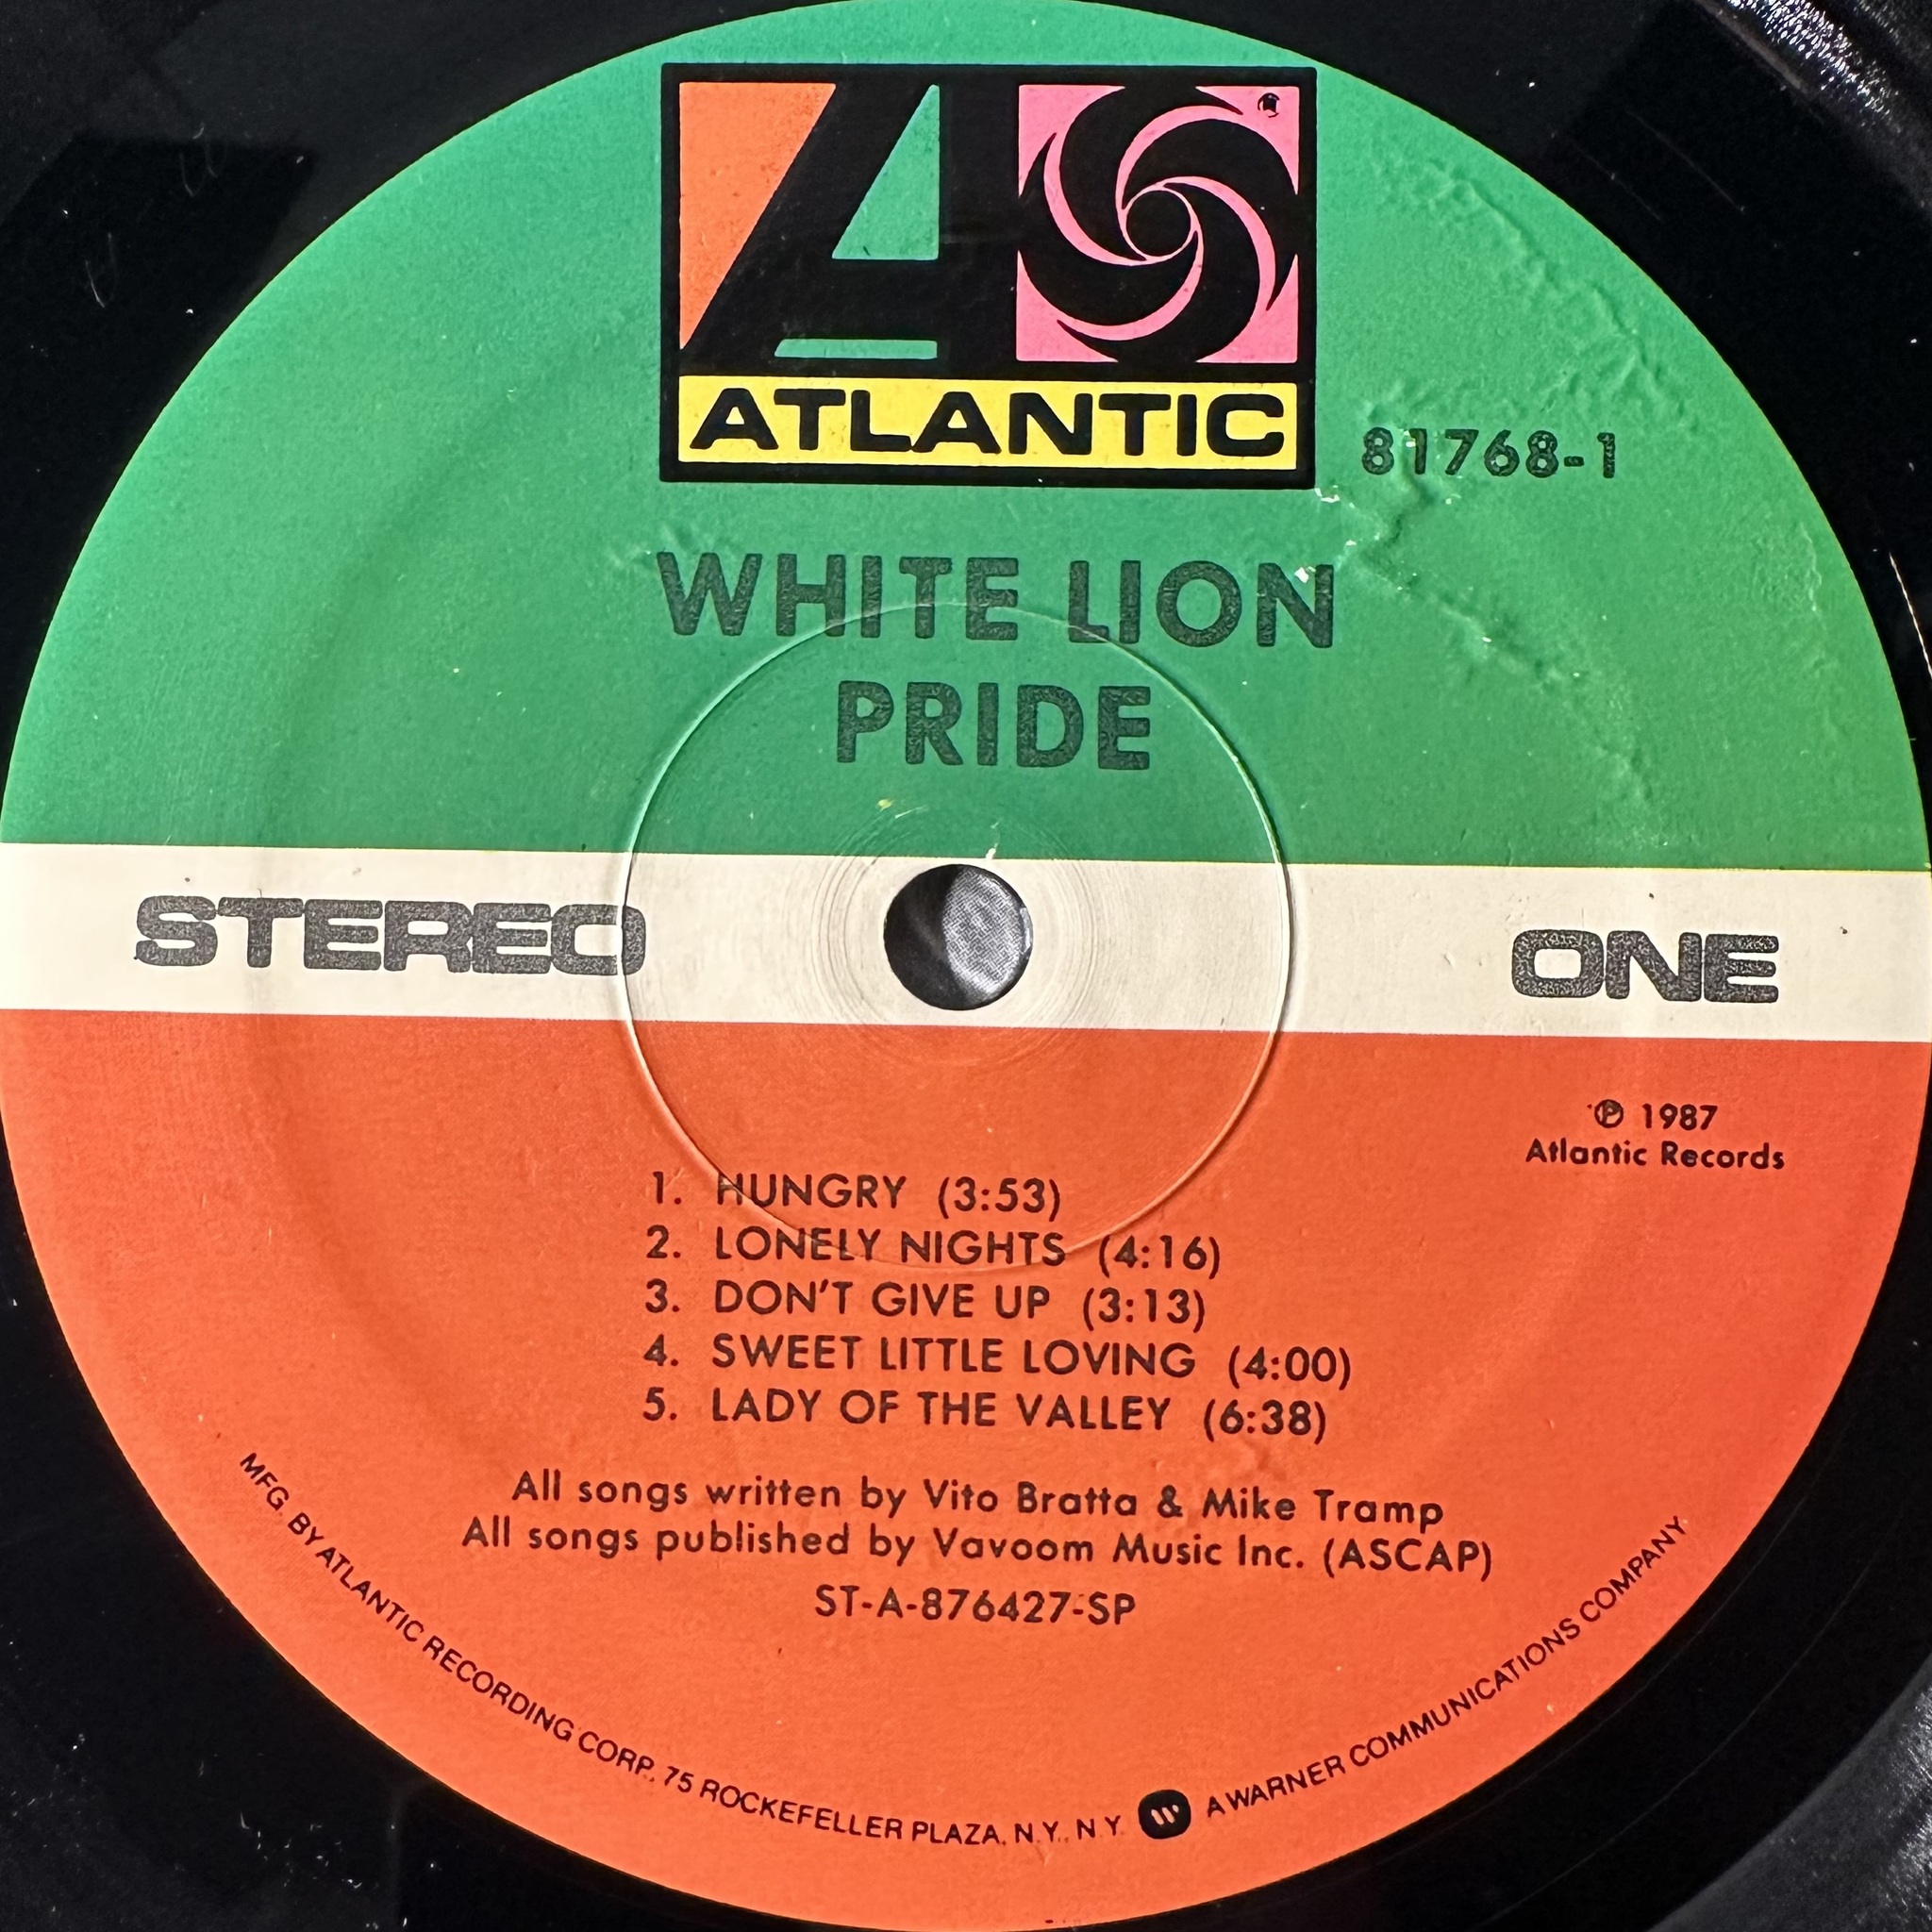 ATLANTIC
81768-1
WHITE LION
PRIDE
STEREO
ONE
℗ 1987
Atlantic Records
1. HUNGRY (3:53)
2. LONELY NIGHTS (4:16)
3. DON'T GIVE UP (3:13)
4. SWEET LITTLE LOVING (4:00)
5. LADY OF THE VALLEY (6:38)
All songs written by Vito Bratta & Mike Tramp
All songs published by Vavoom Music Inc. (ASCAP)
ST-A-876427-SP
MFG. BY ATLANTIC RECORDING CORP., 75 ROCKEFELLER PLAZA, N.Y., N.Y. W A WARNER COMMUNICATIONS COMPANY